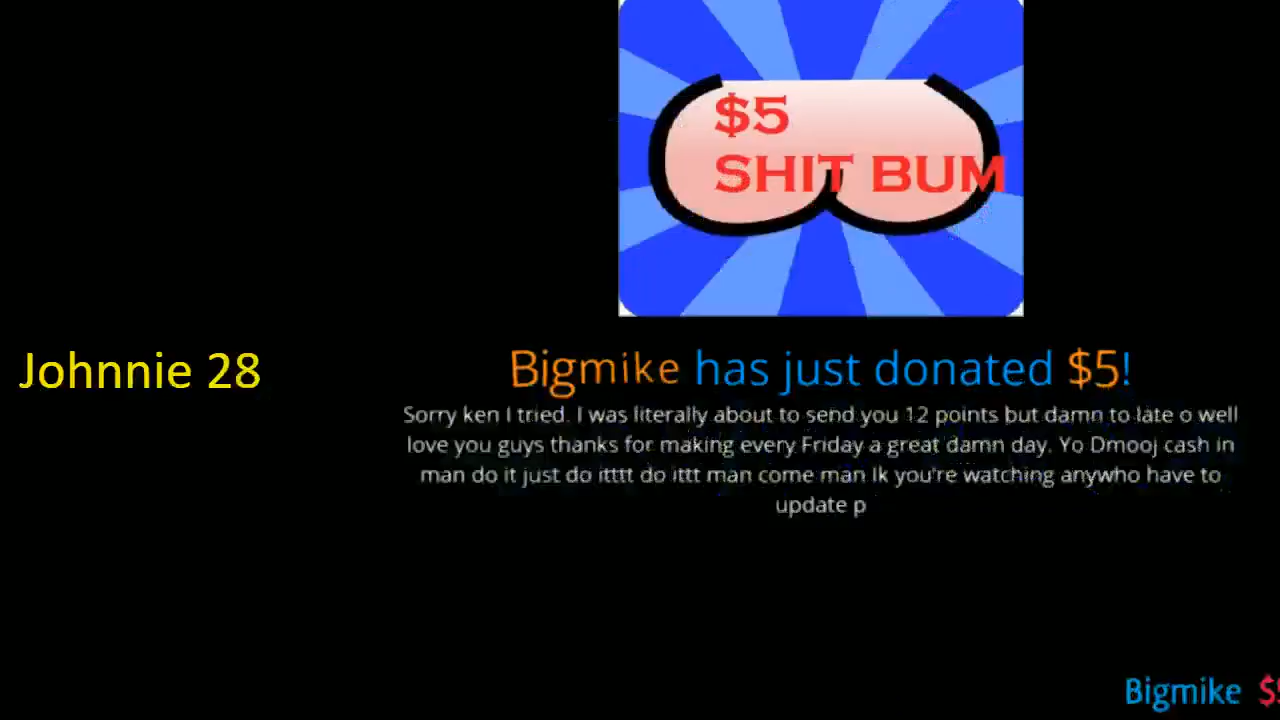 $5
SHIT BUM
Johnnie 28
Bigmike has just donated $5!
Sorry ken I tried. I was literally about to send you 12 points but damn to late o well
love you guys thanks for making every Friday a great damn day. Yo Dmooj cash in
man do it just do itttt do ittt man come man lk you're watching anywho have to
update p
Bigmike $